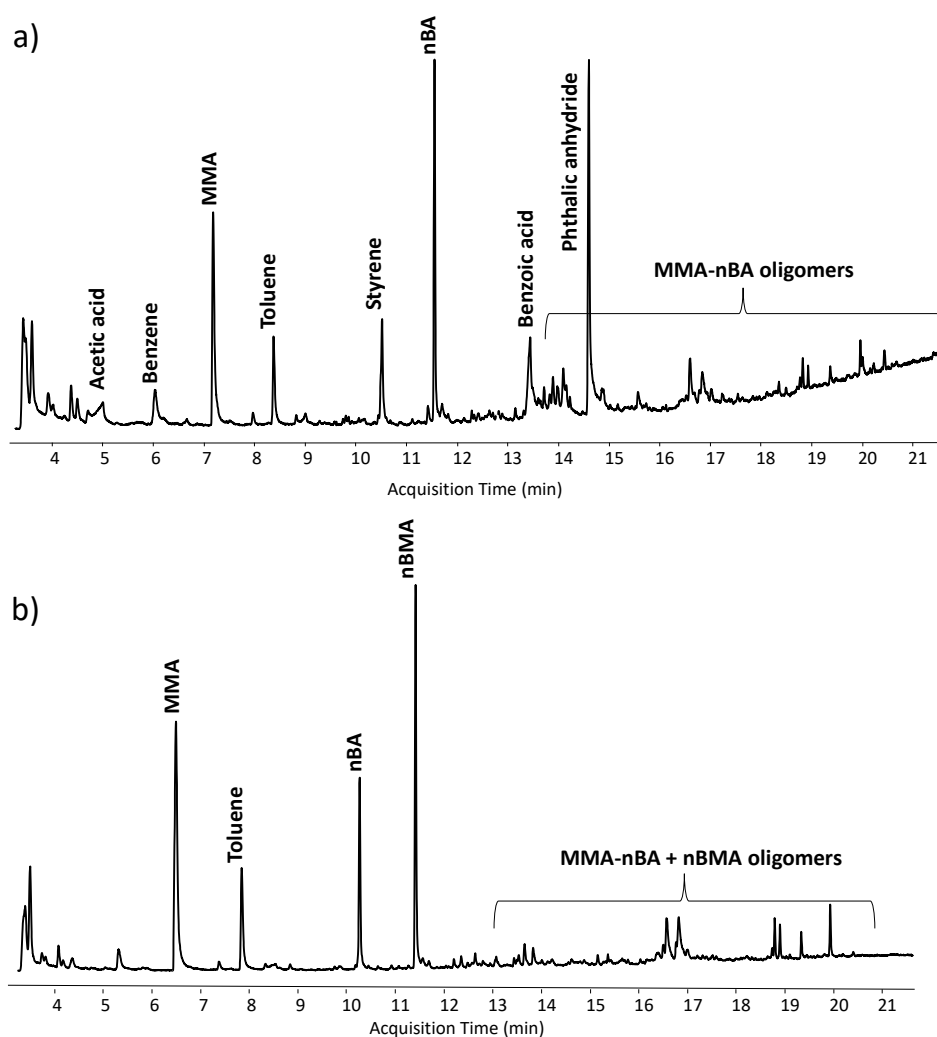 a)
Acetic acid
Benzene
MMA
Toluene
Styrene
nBA
Benzoic acid
Phthalic anhydride
MMA-nBA oligomers
4 5 6 7 8 9 10 11 12 13 14 15 16 17 18 19 20 21
Acquisition Time (min)
b)
MMA
Toluene
nBA
nBMA
MMA-nBA + nBMA oligomers
4 5 6 7 8 9 10 11 12 13 14 15 16 17 18 19 20 21
Acquisition Time (min)